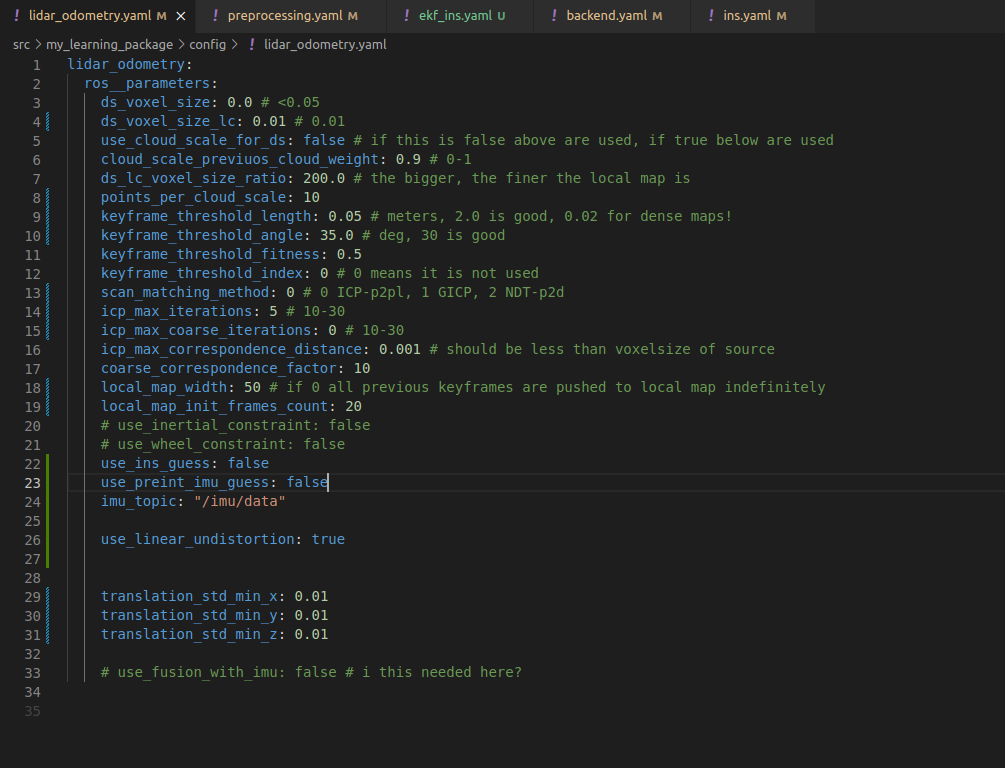 ! lidar_odometry.yaml M × ! preprocessing.yaml M ! ekf_ins.yaml U ! backend.yaml M ! ins.yaml M
src > my_learning_package > config > ! lidar_odometry.yaml
1 lidar_odometry:
2 ros__parameters:
3 ds_voxel_size: 0.0 # <0.05
4 ds_voxel_size_lc: 0.01 # 0.01
5 use_cloud_scale_for_ds: false # if this is false above are used, if true below are used
6 cloud_scale_previuos_cloud_weight: 0.9 # 0-1
7 ds_lc_voxel_size_ratio: 200.0 # the bigger, the finer the local map is
8 points_per_cloud_scale: 10
9 keyframe_threshold_length: 0.05 # meters, 2.0 is good, 0.02 for dense maps!
10 keyframe_threshold_angle: 35.0 # deg, 30 is good
11 keyframe_threshold_fitness: 0.5
12 keyframe_threshold_index: 0 # 0 means it is not used
13 scan_matching_method: 0 # 0 ICP-p2pl, 1 GICP, 2 NDT-p2d
14 icp_max_iterations: 5 # 10-30
15 icp_max_coarse_iterations: 0 # 10-30
16 icp_max_correspondence_distance: 0.001 # should be less than voxelsize of source
17 coarse_correspondence_factor: 10
18 local_map_width: 50 # if 0 all previous keyframes are pushed to local map indefinitely
19 local_map_init_frames_count: 20
20 # use_inertial_constraint: false
21 # use_wheel_constraint: false
22 use_ins_guess: false
23 use_preint_imu_guess: false
24 imu_topic: "/imu/data"
25
26 use_linear_undistortion: true
27
28
29 translation_std_min_x: 0.01
30 translation_std_min_y: 0.01
31 translation_std_min_z: 0.01
32
33 # use_fusion_with_imu: false # i this needed here?
34
35